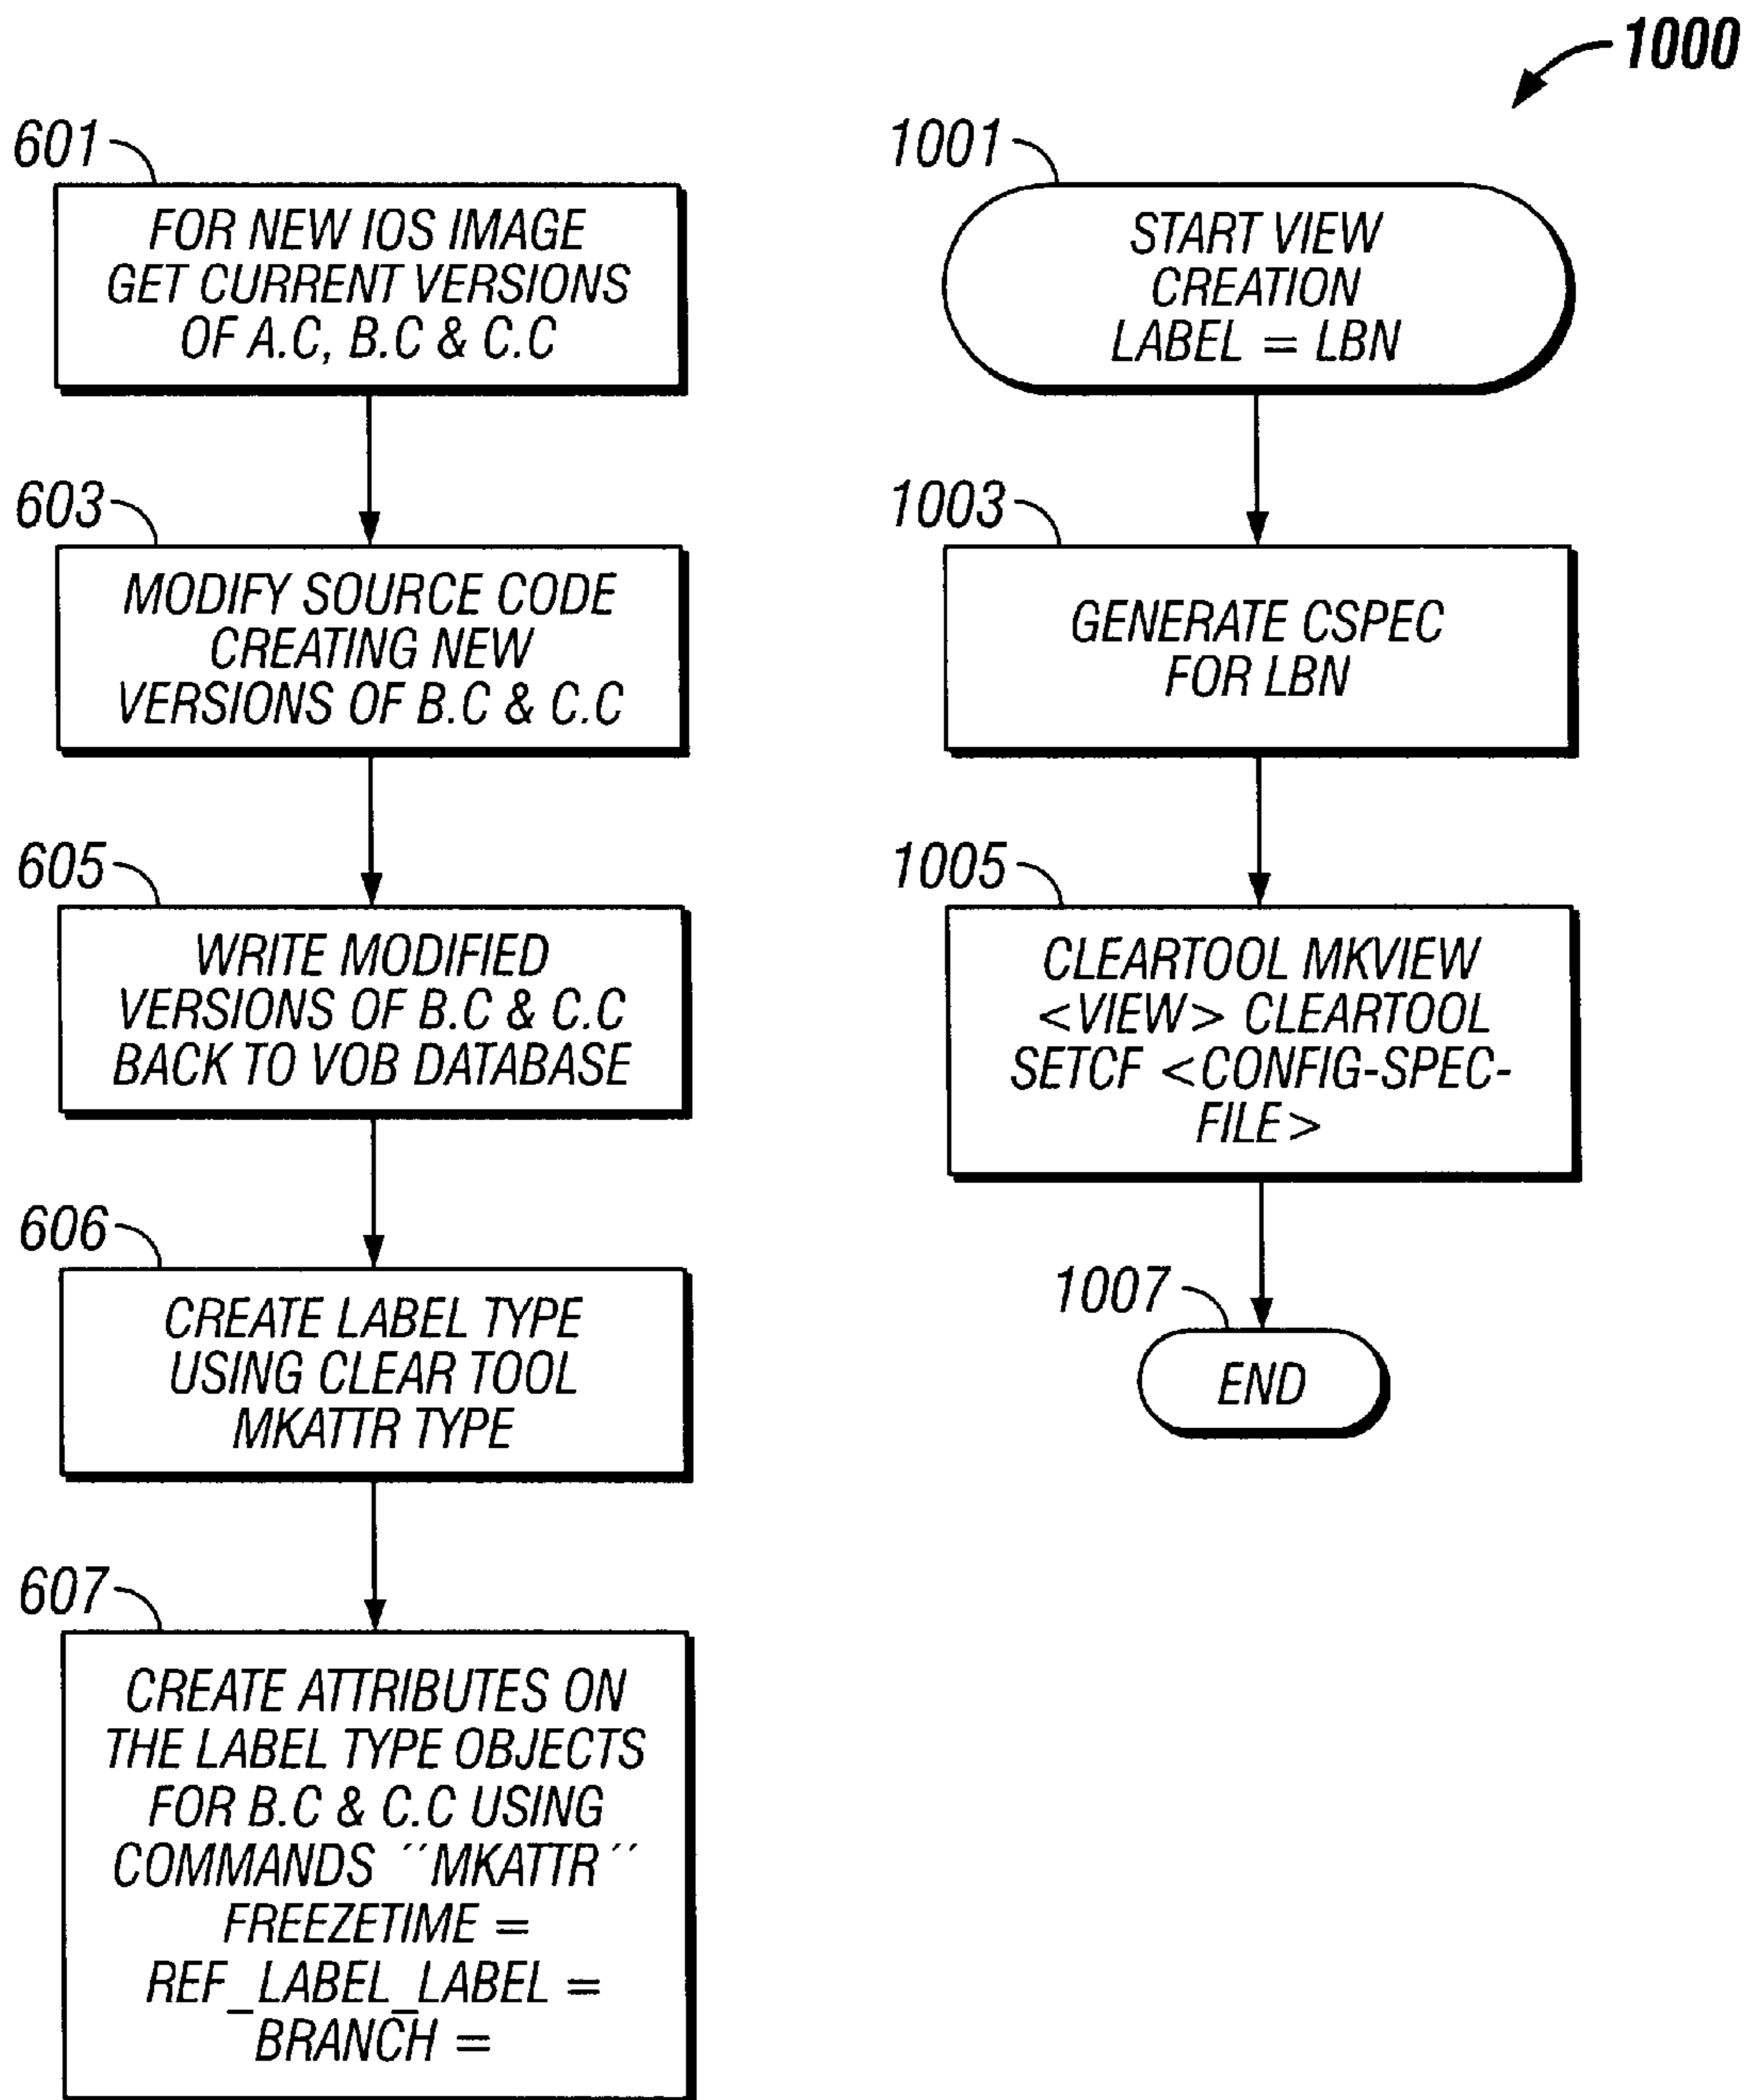 1000
601
FOR NEW IOS IMAGE
GET CURRENT VERSIONS
OF A.C, B.C & C.C
603
MODIFY SOURCE CODE
CREATING NEW
VERSIONS OF B.C & C.C
605
WRITE MODIFIED
VERSIONS OF B.C & C.C
BACK TO VOB DATABASE
606
CREATE LABEL TYPE
USING CLEAR TOOL
MKATTR TYPE
607
CREATE ATTRIBUTES ON
THE LABEL TYPE OBJECTS
FOR B.C & C.C USING
COMMANDS ´´MKATTR´´
FREEZETIME =
REF_LABEL_LABEL =
BRANCH =
1001
START VIEW
CREATION
LABEL = LBN
1003
GENERATE CSPEC
FOR LBN
1005
CLEARTOOL MKVIEW
<VIEW> CLEARTOOL
SETCF <CONFIG-SPEC-
FILE>
1007
END